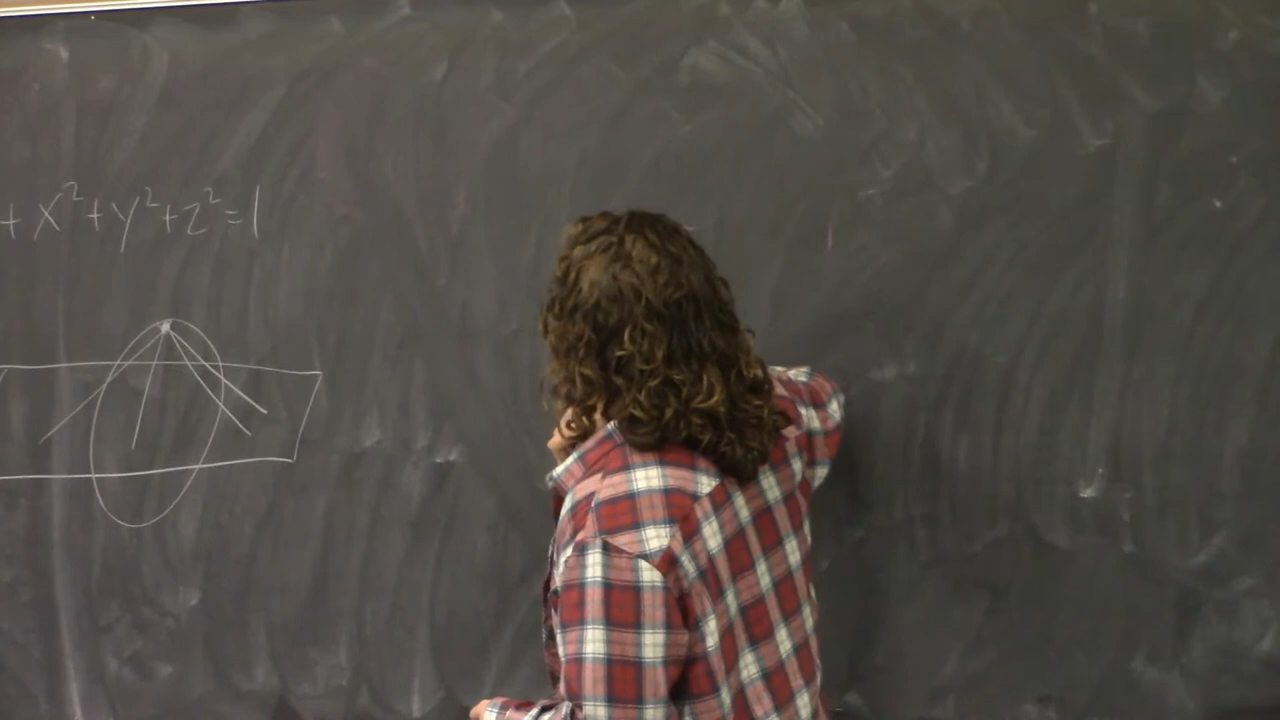 + x² + y² + z² = 1